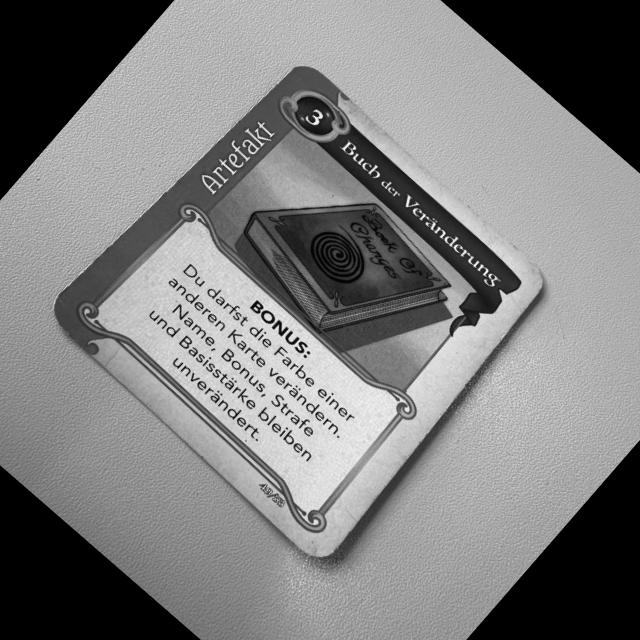 3
Buch der Veränderung
Artefakt
Book Of
Changes
BONUS:
Du darfst die Farbe einer
anderen Karte verändern.
Name, Bonus, Strafe
und Basisstärke bleiben
unverändert.